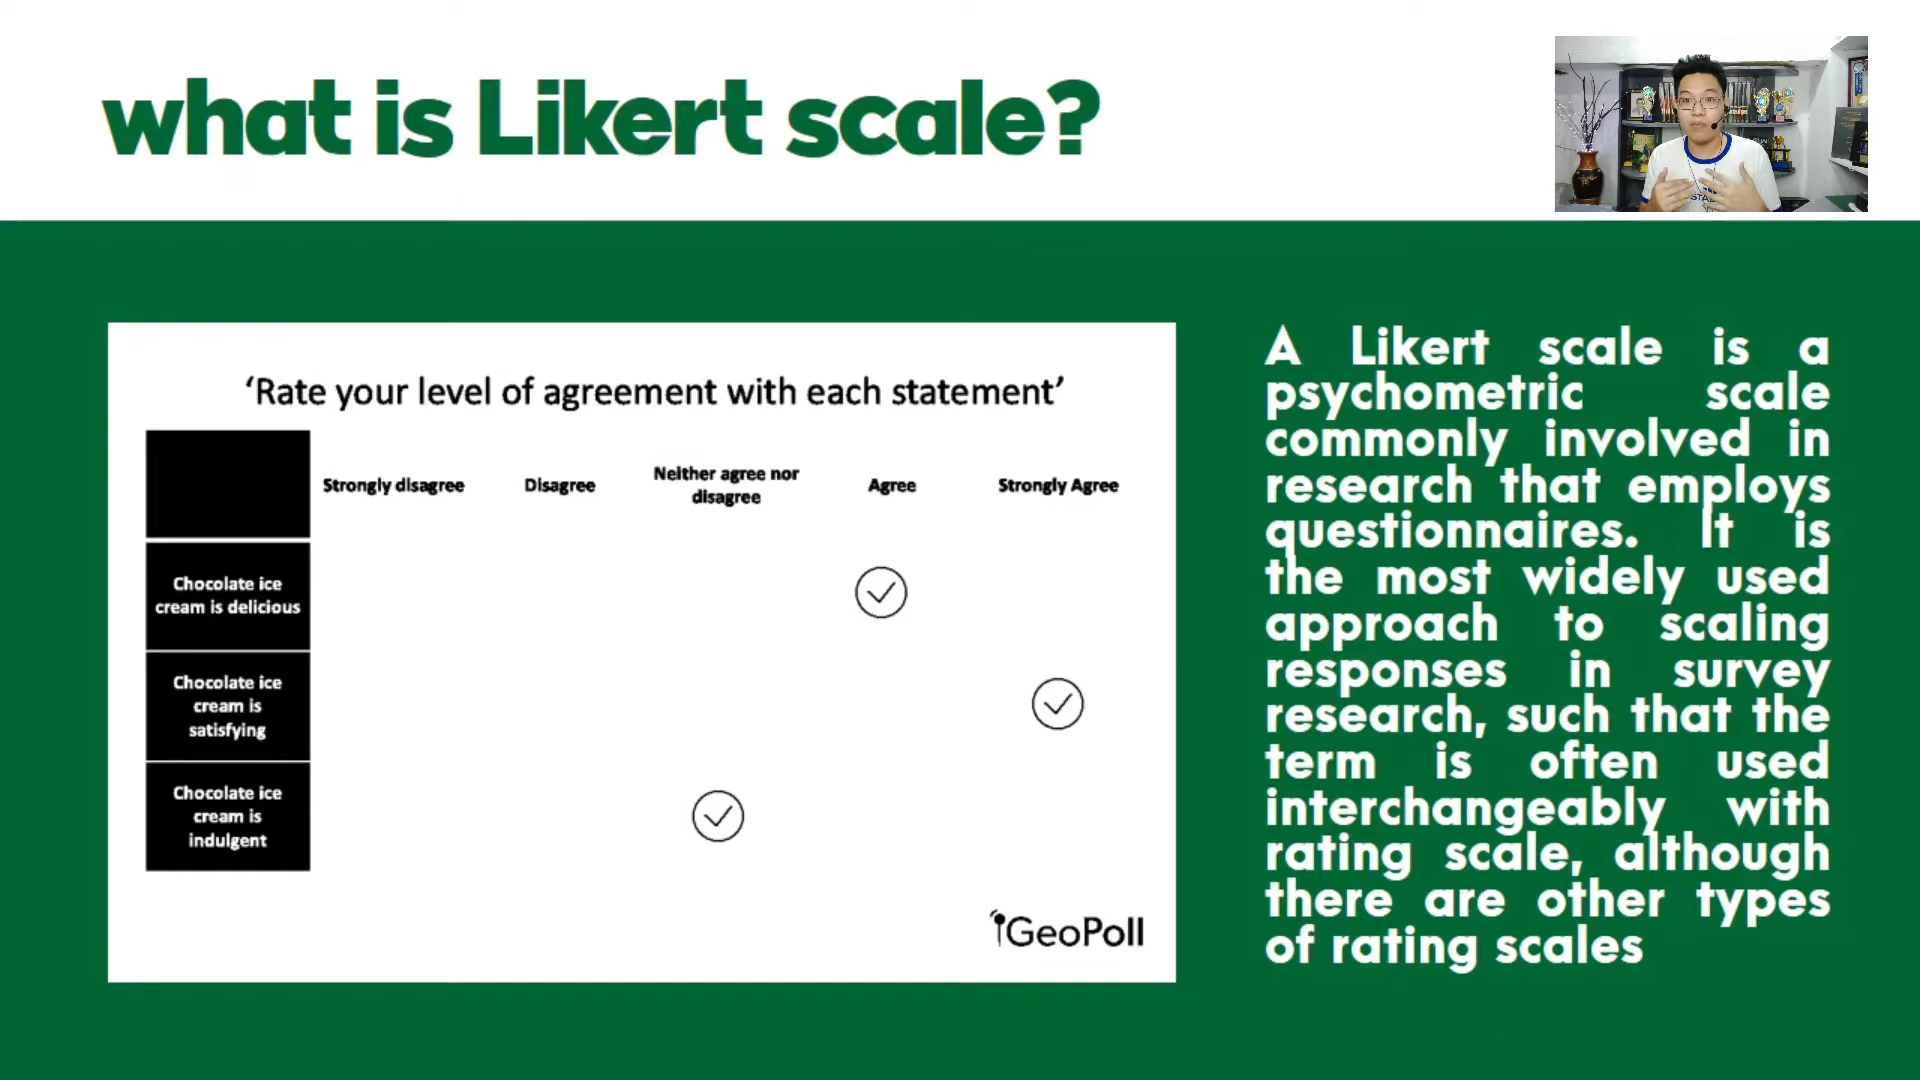 what is Likert scale?
‘Rate your level of agreement with each statement’
Strongly disagree
Disagree
Neither agree nor
disagree
Agree
Strongly Agree
Chocolate ice
cream is delicious
Chocolate ice
cream is
satisfying
Chocolate ice
cream is
indulgent
GeoPoll
A Likert scale is a
psychometric scale
commonly involved in
research that employs
questionnaires. It is
the most widely used
approach to scaling
responses in survey
research, such that the
term is often used
interchangeably with
rating scale, although
there are other types
of rating scales